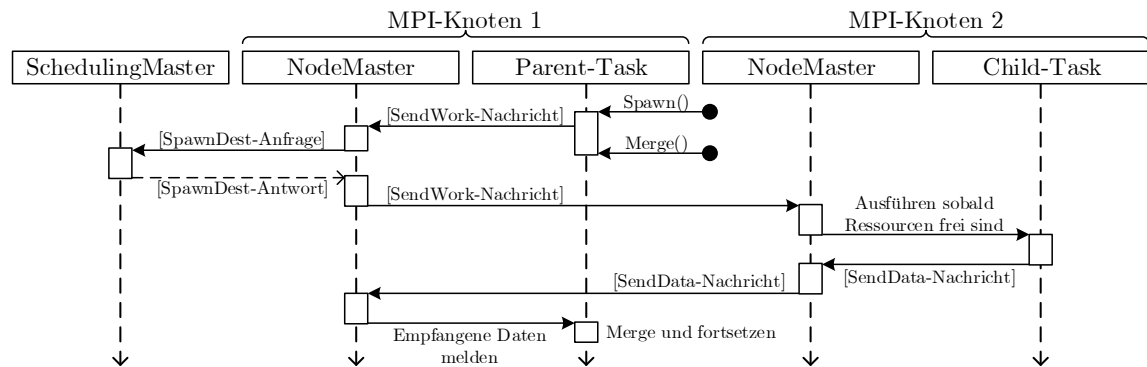 MPI-Knoten 1
MPI-Knoten 2
SchedulingMaster
NodeMaster
Parent-Task
NodeMaster
Child-Task
Spawn()
[SendWork-Nachricht]
[SpawnDest-Anfrage]
Merge()
[SpawnDest-Antwort]
[SendWork-Nachricht]
Ausführen sobald
Ressourcen frei sind
[SendData-Nachricht]
[SendData-Nachricht]
Empfangene Daten
melden
Merge und fortsetzen